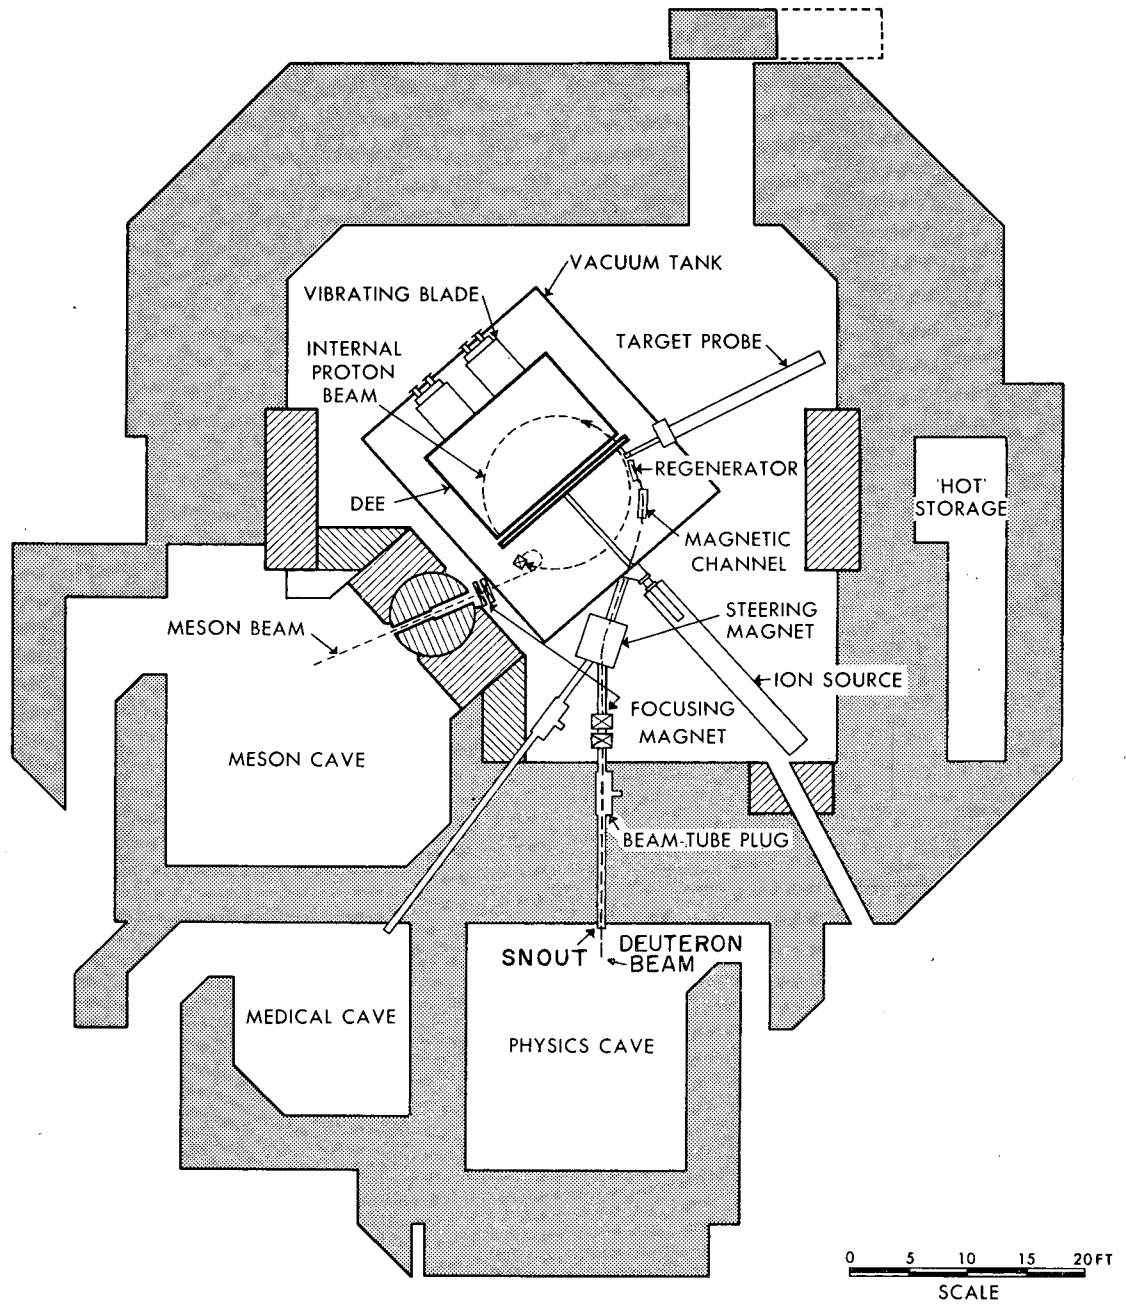 VACUUM TANK
VIBRATING BLADE
TARGET PROBE
INTERNAL
PROTON
BEAM
REGENERATOR
DEE
'HOT'
STORAGE
MAGNETIC
CHANNEL
STEERING
MAGNET
MESON BEAM
ION SOURCE
FOCUSING
MAGNET
MESON CAVE
BEAM-TUBE PLUG
SNOUT
DEUTERON
BEAM
MEDICAL CAVE
PHYSICS CAVE
0 5 10 15 20 FT
SCALE